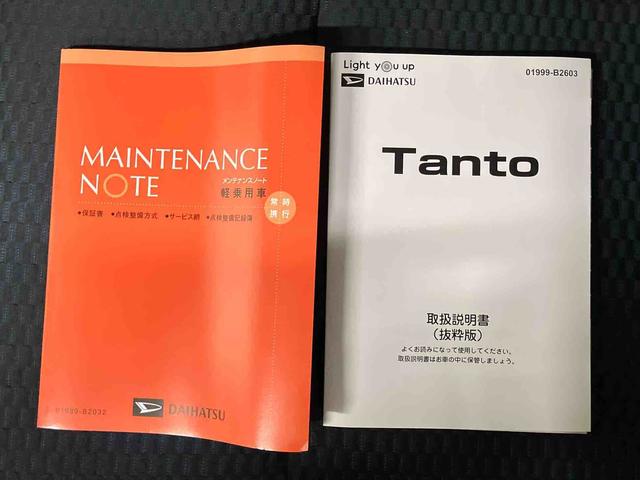 MAINTENANCE
NOTE
メンテナンスノート
軽乗用車
常時
携行
•保証書 •点検整備方式 •サービス網 •点検整備記録簿
01999-B2032
DAIHATSU
Light you up
DAIHATSU
01999-B2603
Tanto
取扱説明書
（抜粋版）
よくお読みになって使用してください。
取扱説明書はお車の中に保管しましょう。